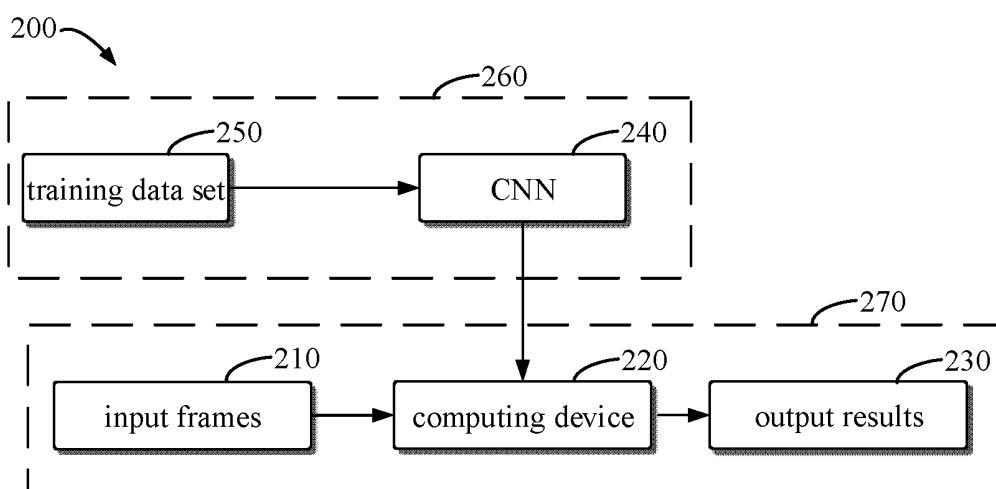 200
260
250
240
training data set
CNN
270
210
220
230
input frames
computing device
output results